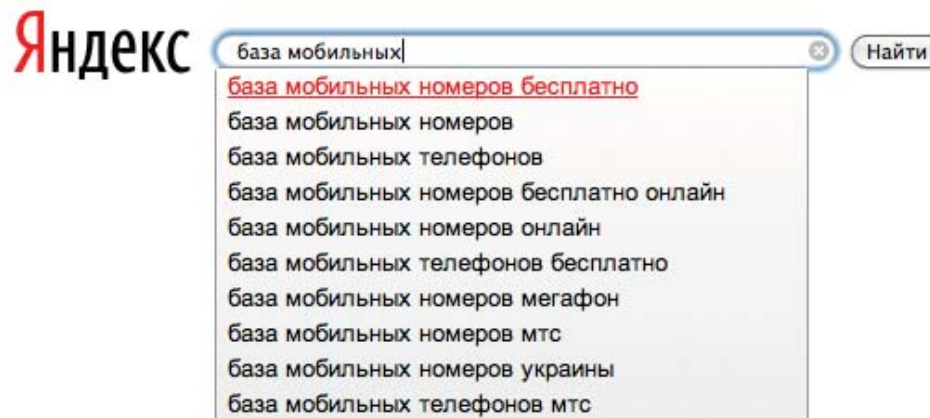 Яндекс база мобильных Найти
база мобильных номеров бесплатно
база мобильных номеров
база мобильных телефонов
база мобильных номеров бесплатно онлайн
база мобильных номеров онлайн
база мобильных телефонов бесплатно
база мобильных номеров мегафон
база мобильных номеров мтс
база мобильных номеров украины
база мобильных телефонов мтс